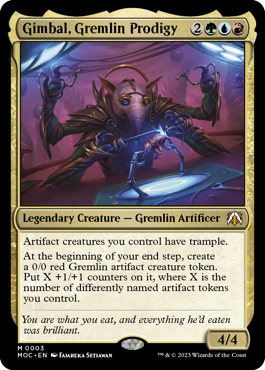 Gimbal, Gremlin Prodigy 2
Legendary Creature — Gremlin Artificer
Artifact creatures you control have trample.
At the beginning of your end step, create
a 0/0 red Gremlin artifact creature token.
Put X +1/+1 counters on it, where X is the
number of differently named artifact tokens
you control.
You are what you eat, and everything he'd eaten
was brilliant.
4/4
M 0003
MOC • EN Fajareka Setiawan
™ & © 2023 Wizards of the Coast